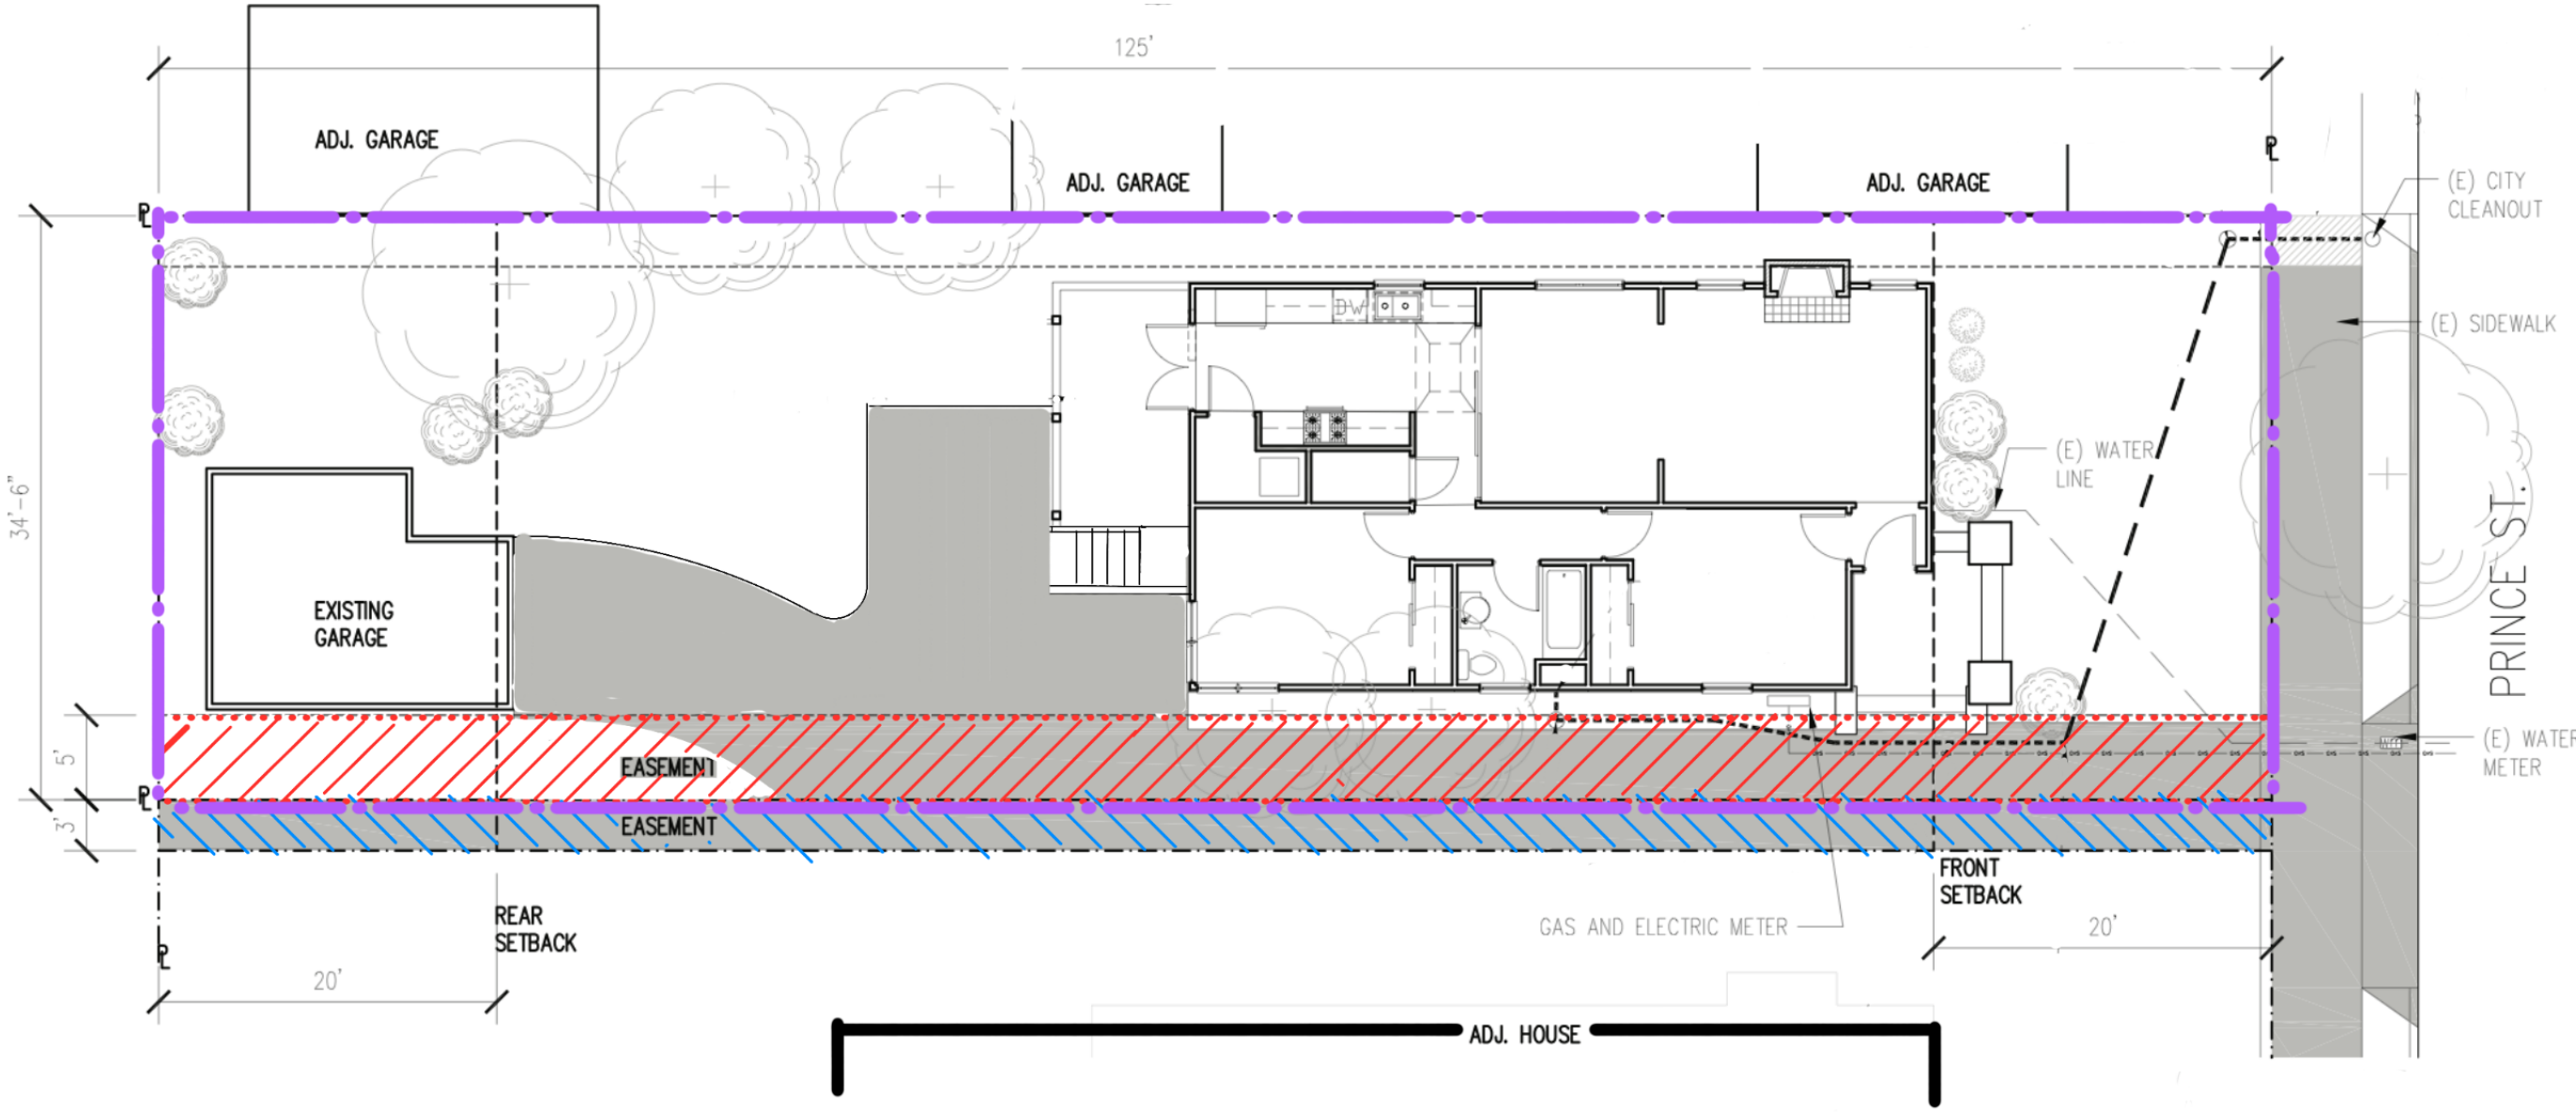 125'
ADJ. GARAGE
ADJ. GARAGE
ADJ. GARAGE
PL
PL
(E) CITY
CLEANOUT
(E) SIDEWALK
DW
(E) WATER
LINE
34'-6"
PRINCE ST.
EXISTING
GARAGE
5'
EASEMENT
(E) WATER
METER
PL
3'
EASEMENT
FRONT
SETBACK
REAR
SETBACK
GAS AND ELECTRIC METER
20'
PL
20'
ADJ. HOUSE